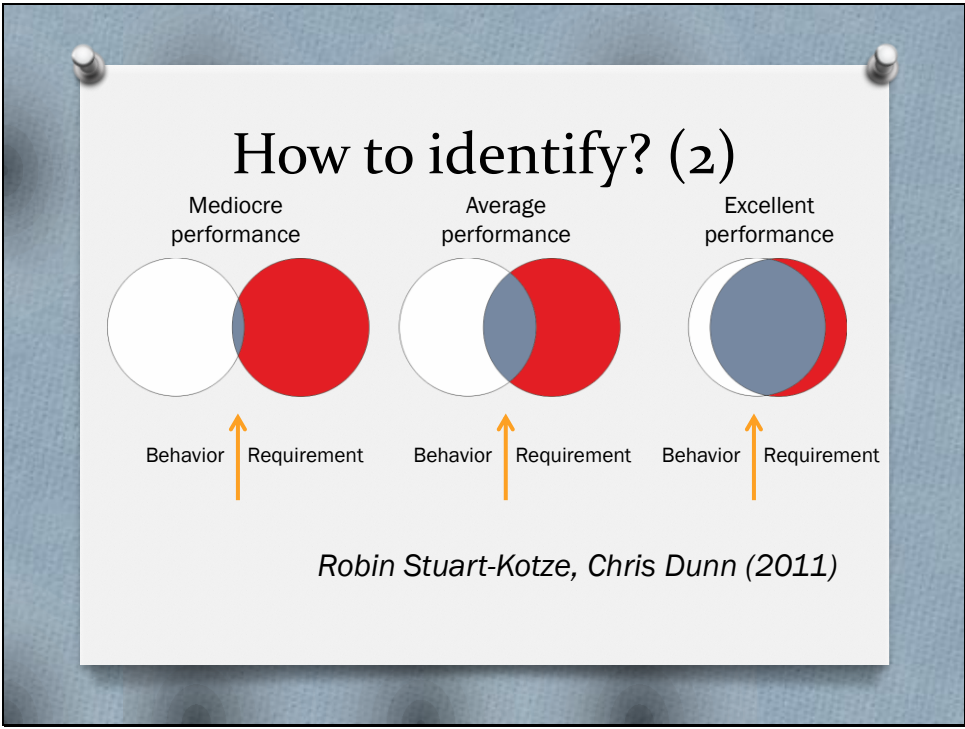 How to identify? (2)
Mediocre
performance
Average
performance
Excellent
performance
Behavior
Requirement
Behavior
Requirement
Behavior
Requirement
Robin Stuart-Kotze, Chris Dunn (2011)